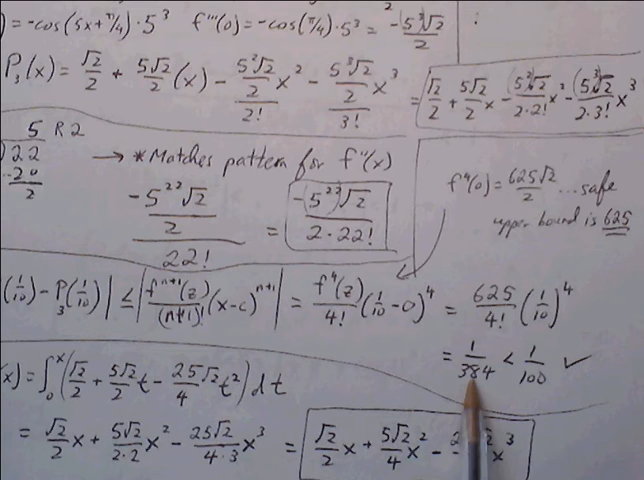 ) = -cos(5x+π/4)·5³ f'''(0) = -cos(π/4)·5³ = -(5³√2)/2
P₃(x) = √2/2 + 5√2/2 (x) - (5²√2/2)/2! x² - (5³√2/2)/3! x³ = √2/2 + 5√2/2 x - (5²√2)/(2·2!) x² - (5³√2)/(2·3!) x³
5 R 2
)22
-20
2
→ *Matches pattern for f''(x)
(-5²²√2/2)/22! = (-5²²)√2/(2·22!)
f⁴(0) = 625√2/2 ...safe
upper bound is 625
(1/10) - P₃(1/10)| ≤ |f^(n+1)(z)/(n+1)! (x-c)^(n+1)| = f⁴(z)/4! (1/10 - 0)⁴ = 625/4! (1/10)⁴
= 1/384 < 1/100 ✓
(x) = ∫₀ˣ (√2/2 + 5√2/2 t - 25√2/4 t²) dt
= √2/2 x + 5√2/(2·2) x² - 25√2/(4·3) x³ = √2/2 x + 5√2/4 x² - x³